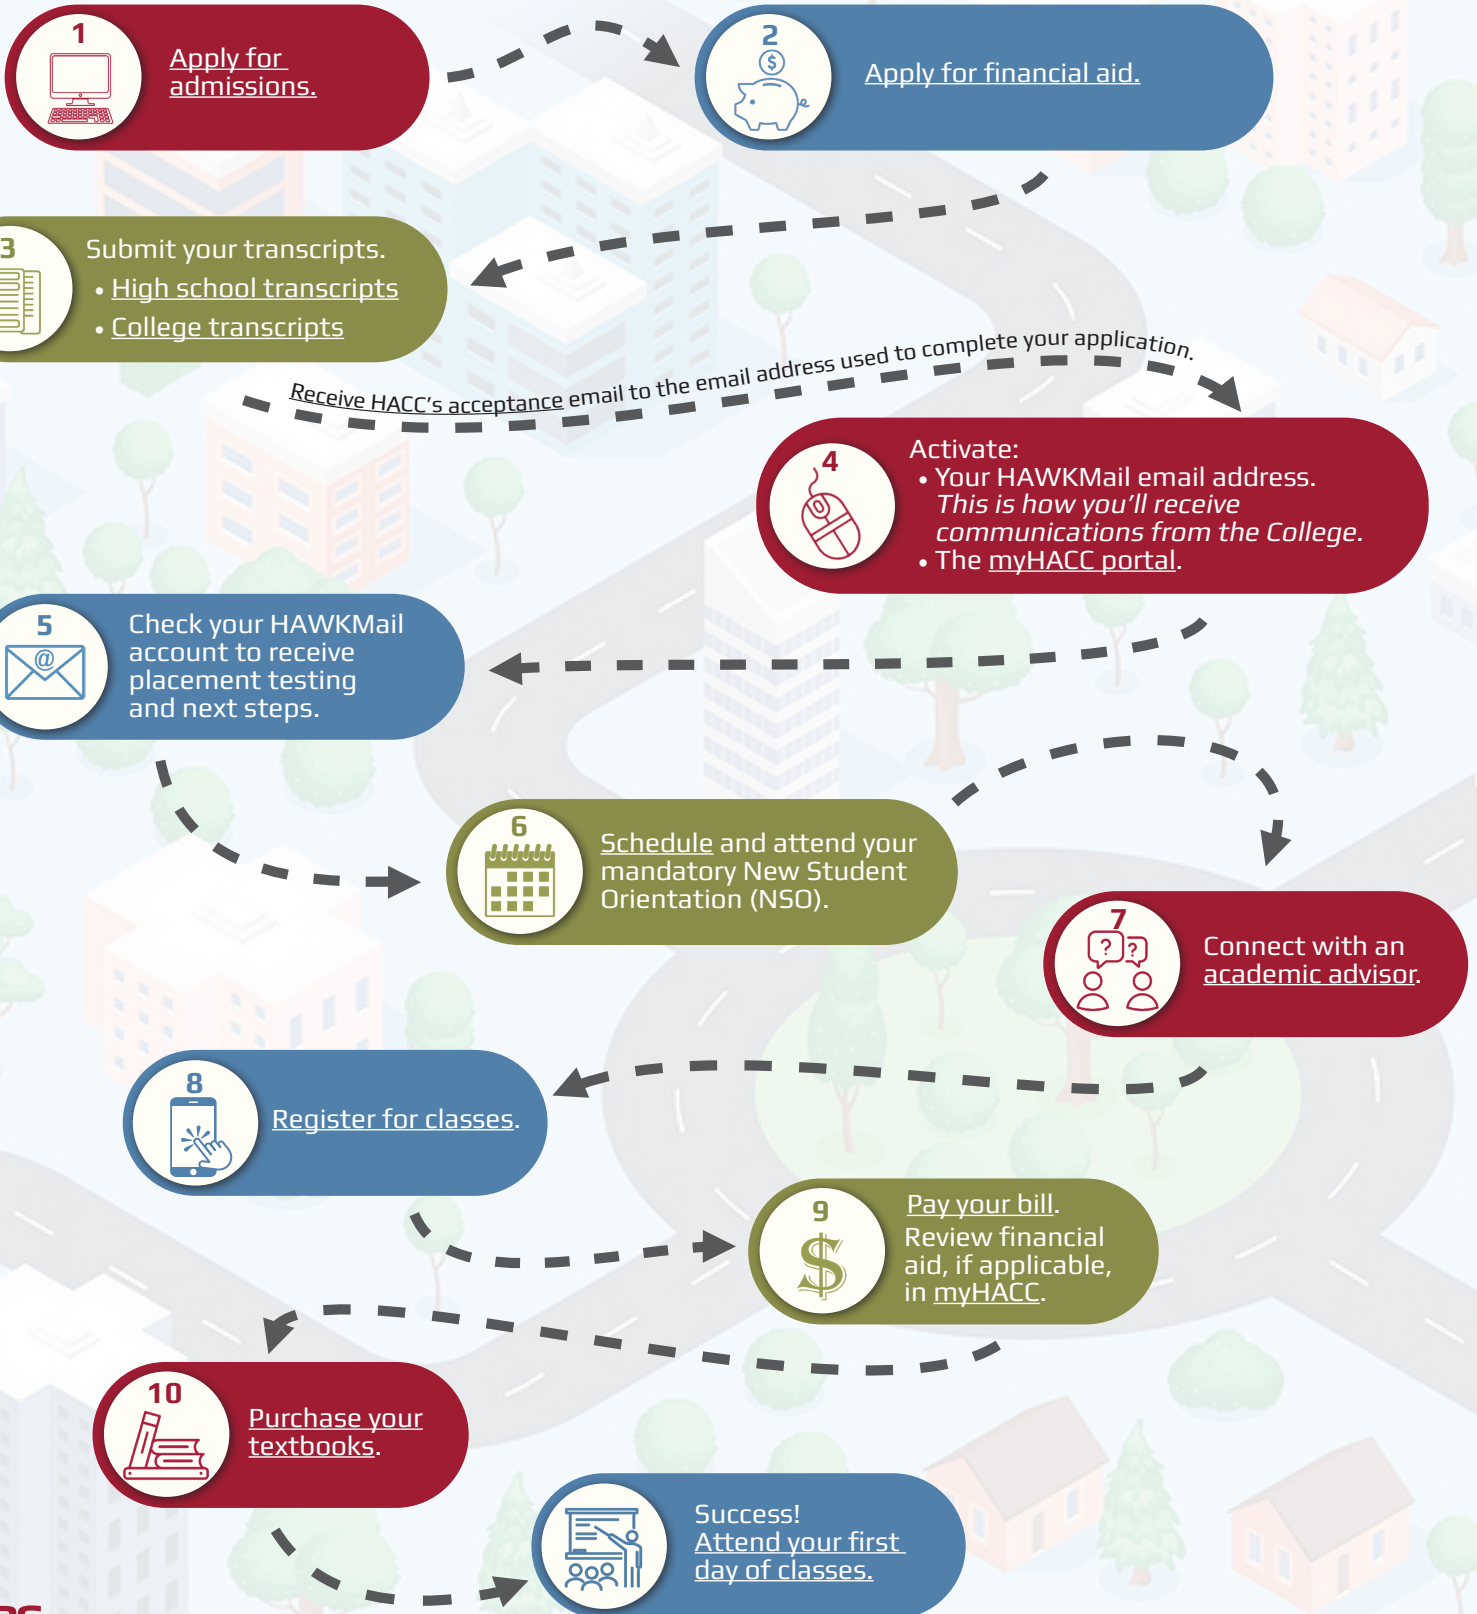 1
Apply for
admissions.
2
$
Apply for financial aid.
3
Submit your transcripts.
• High school transcripts
• College transcripts
Receive HACC's acceptance email to the email address used to complete your application.
4
Activate:
• Your HAWKMail email address.
This is how you'll receive
communications from the College.
• The myHACC portal.
5
@
Check your HAWKMail
account to receive
placement testing
and next steps.
6
Schedule and attend your
mandatory New Student
Orientation (NSO).
7
? ?
Connect with an
academic advisor.
8
Register for classes.
9
$
Pay your bill.
Review financial
aid, if applicable,
in myHACC.
10
Purchase your
textbooks.
Success!
Attend your first
day of classes.